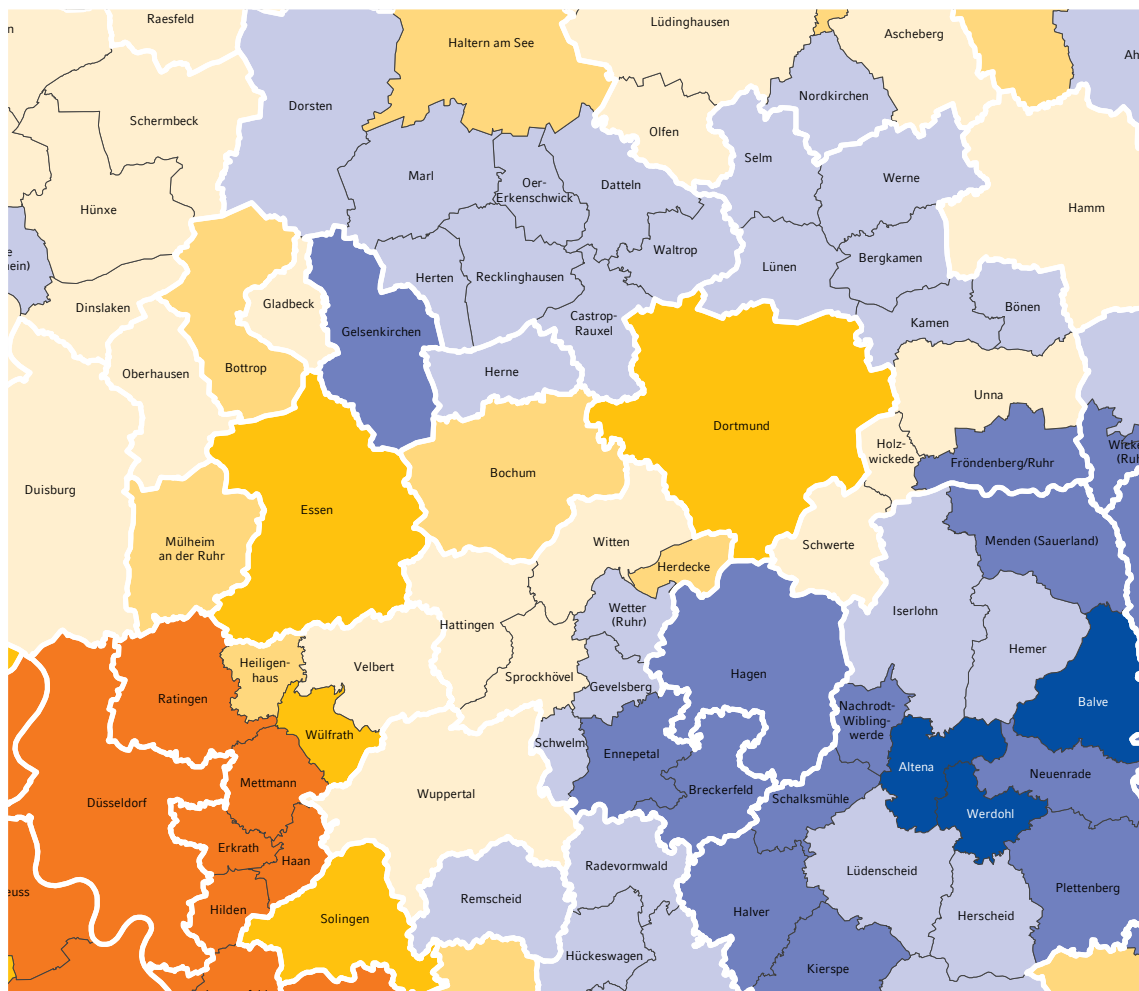 Raesfeld
Lüdinghausen
Ascheberg
Haltern am See
Dorsten
Nordkirchen
Schermbeck
Olfen
Selm
Marl
Oer-
Erkenschwick
Datteln
Werne
Hünxe
Hamm
Waltrop
Bergkamen
Lünen
Herten
Recklinghausen
Dinslaken
Gladbeck
Bönen
Castrop-
Rauxel
Kamen
Gelsenkirchen
Oberhausen
Bottrop
Herne
Unna
Dortmund
Holz-
wickede
Fröndenberg/Ruhr
Bochum
Duisburg
Essen
Mülheim
an der Ruhr
Witten
Schwerte
Menden (Sauerland)
Herdecke
Wetter
(Ruhr)
Iserlohn
Hattingen
Hemer
Heiligen-
haus
Velbert
Sprockhövel
Gevelsberg
Hagen
Ratingen
Balve
Nachrodt-
Wibling-
werde
Wülfrath
Schwelm
Ennepetal
Altena
Neuenrade
Mettmann
Düsseldorf
Wuppertal
Breckerfeld
Schalksmühle
Werdohl
Erkrath
Haan
Radevormwald
Lüdenscheid
Plettenberg
Remscheid
Hilden
Solingen
Halver
Herscheid
Hückeswagen
Kierspe